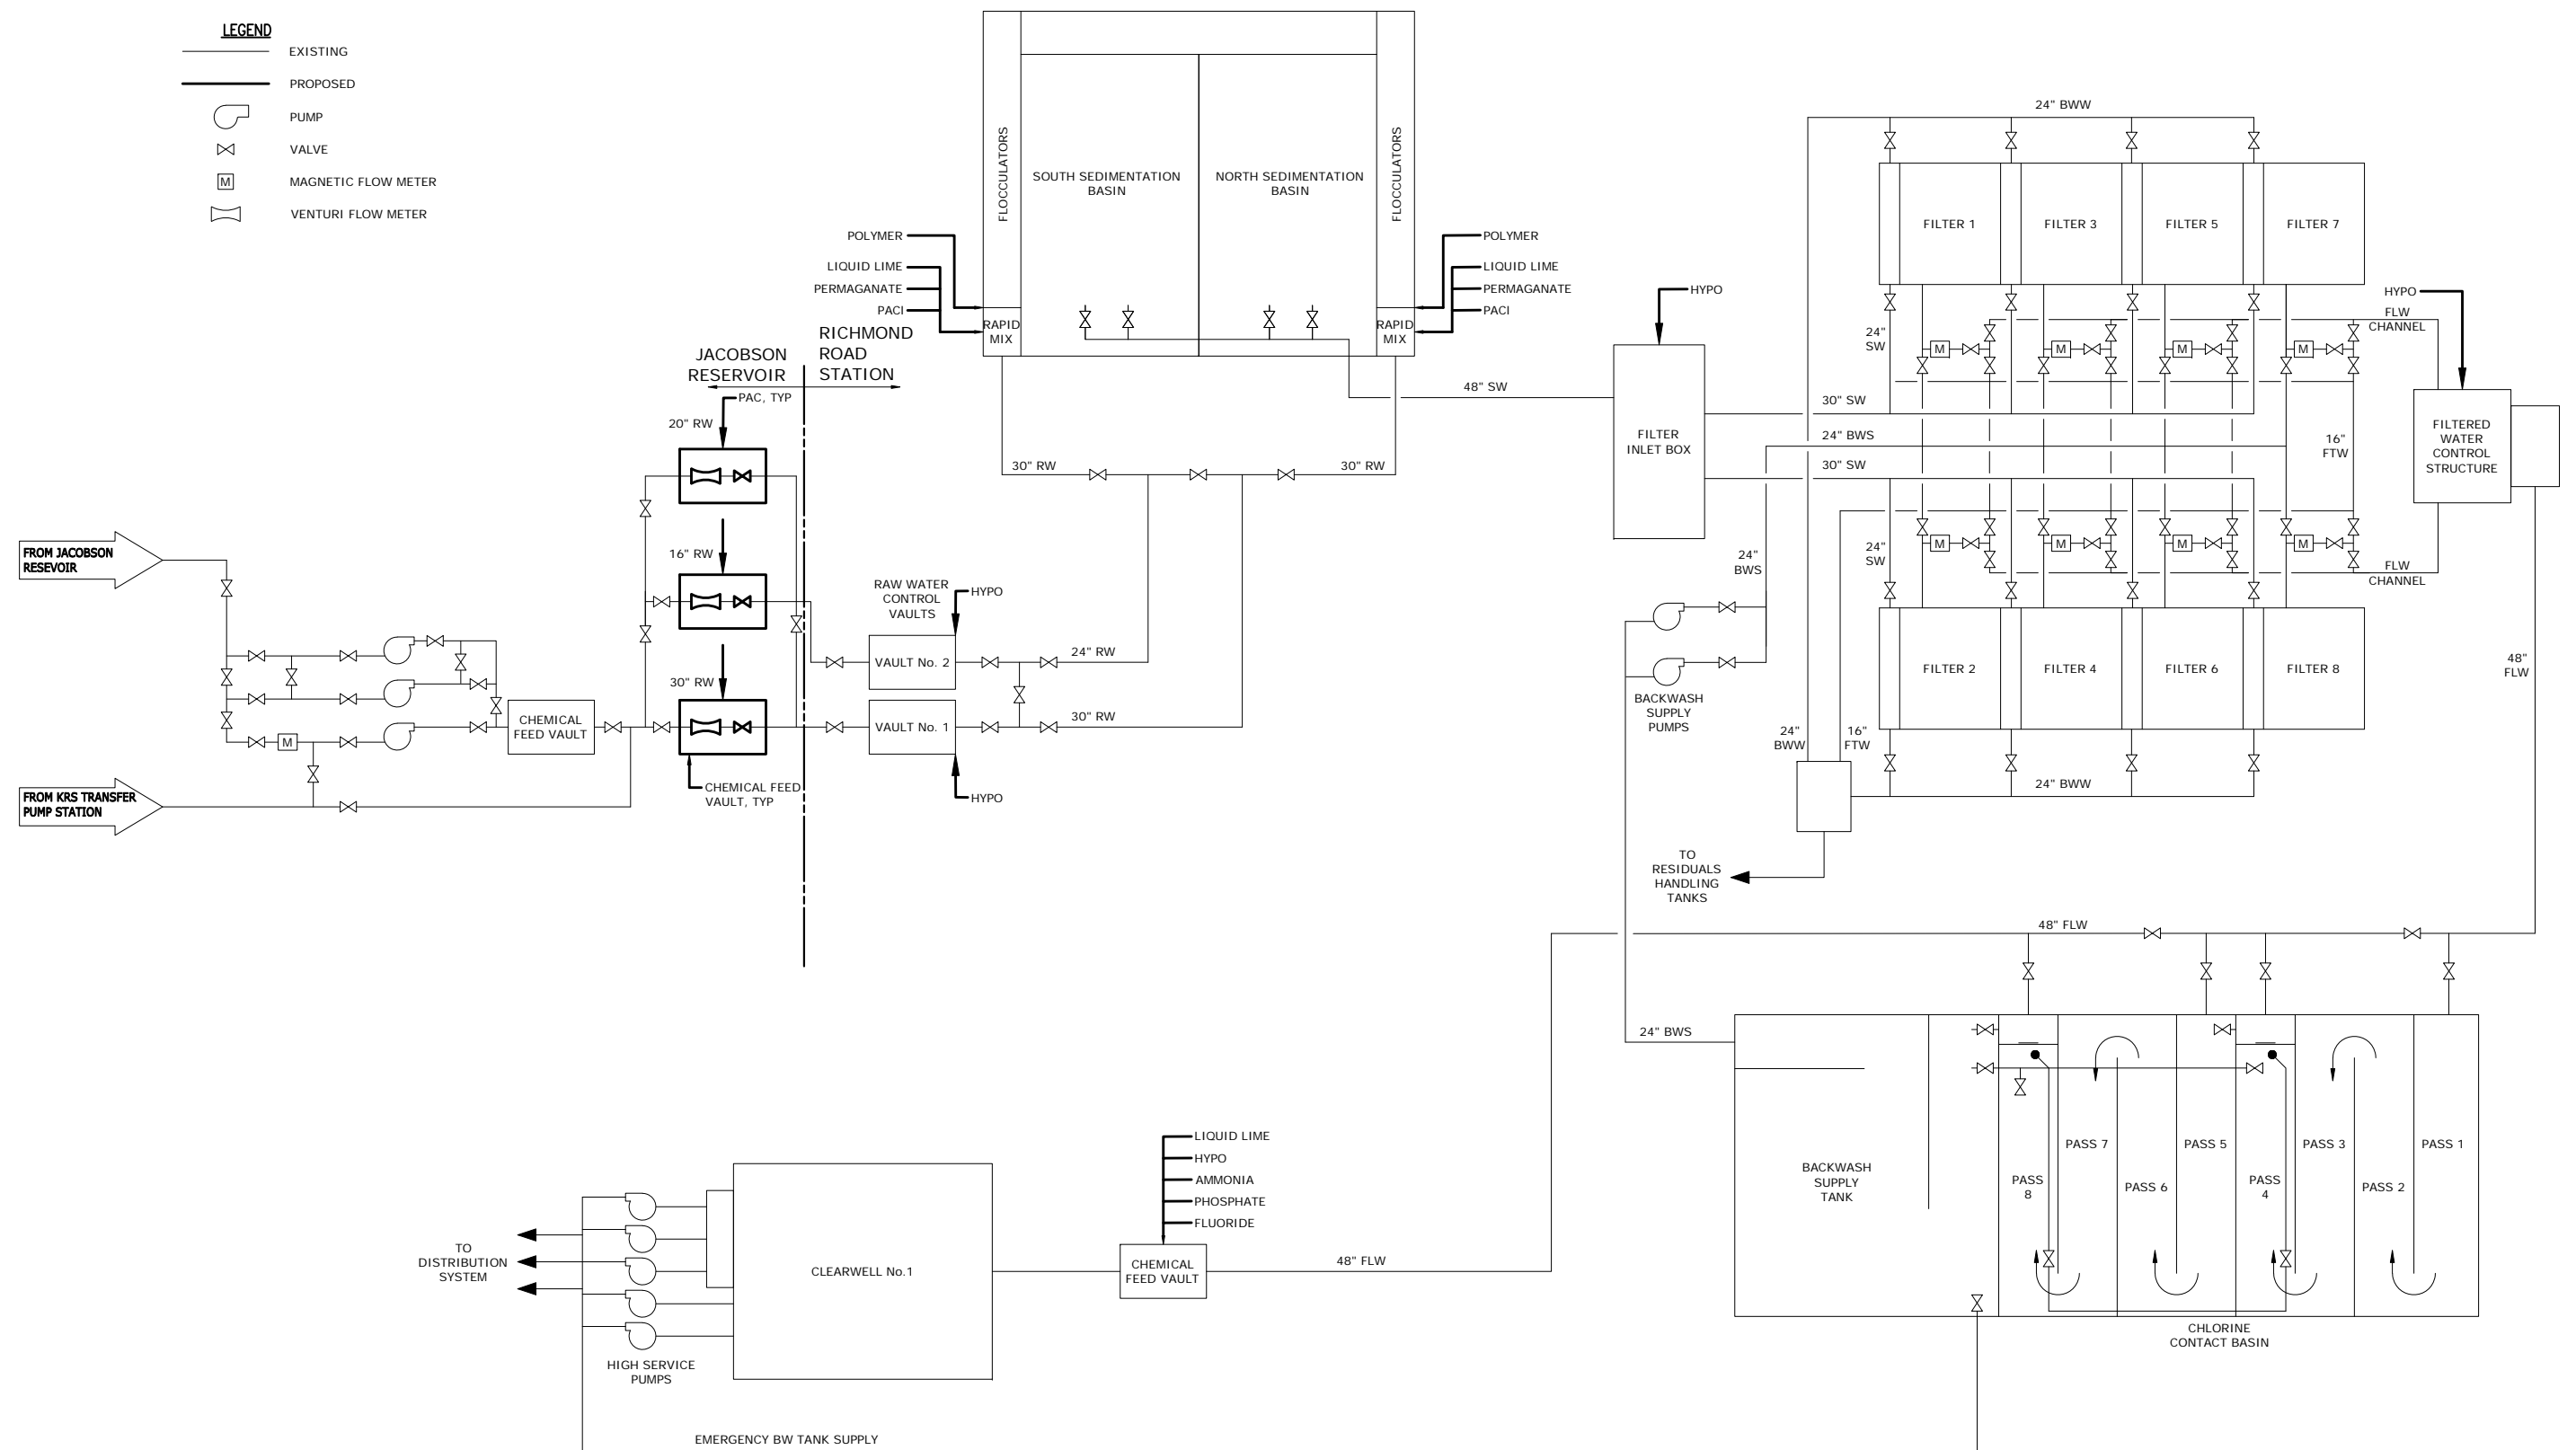 LEGEND
EXISTING
PROPOSED
PUMP
VALVE
M
MAGNETIC FLOW METER
VENTURI FLOW METER
FLOCCULATORS
SOUTH SEDIMENTATION
BASIN
NORTH SEDIMENTATION
BASIN
FLOCCULATORS
POLYMER
LIQUID LIME
PERMAGANATE
PACI
RAPID
MIX
RAPID
MIX
POLYMER
LIQUID LIME
PERMAGANATE
PACI
JACOBSON
RESERVOIR
RICHMOND
ROAD
STATION
PAC, TYP
20" RW
16" RW
30" RW
CHEMICAL FEED
VAULT, TYP
FROM JACOBSON
RESEVOIR
FROM KRS TRANSFER
PUMP STATION
M
CHEMICAL
FEED VAULT
RAW WATER
CONTROL
VAULTS
HYPO
VAULT No. 2
VAULT No. 1
HYPO
24" RW
30" RW
30" RW
30" RW
48" SW
HYPO
FILTER
INLET BOX
30" SW
24" BWS
30" SW
24" BWW
FILTER 1
FILTER 3
FILTER 5
FILTER 7
24"
SW
M
M
M
M
HYPO
FLW
CHANNEL
16"
FTW
FILTERED
WATER
CONTROL
STRUCTURE
24"
SW
M
M
M
M
FLW
CHANNEL
FILTER 2
FILTER 4
FILTER 6
FILTER 8
24"
BWS
BACKWASH
SUPPLY
PUMPS
24"
BWW
16"
FTW
24" BWW
48"
FLW
TO
RESIDUALS
HANDLING
TANKS
48" FLW
24" BWS
BACKWASH
SUPPLY
TANK
PASS
8
PASS 7
PASS 6
PASS 5
PASS
4
PASS 3
PASS 2
PASS 1
CHLORINE
CONTACT BASIN
LIQUID LIME
HYPO
AMMONIA
PHOSPHATE
FLUORIDE
CHEMICAL
FEED VAULT
48" FLW
CLEARWELL No.1
TO
DISTRIBUTION
SYSTEM
HIGH SERVICE
PUMPS
EMERGENCY BW TANK SUPPLY